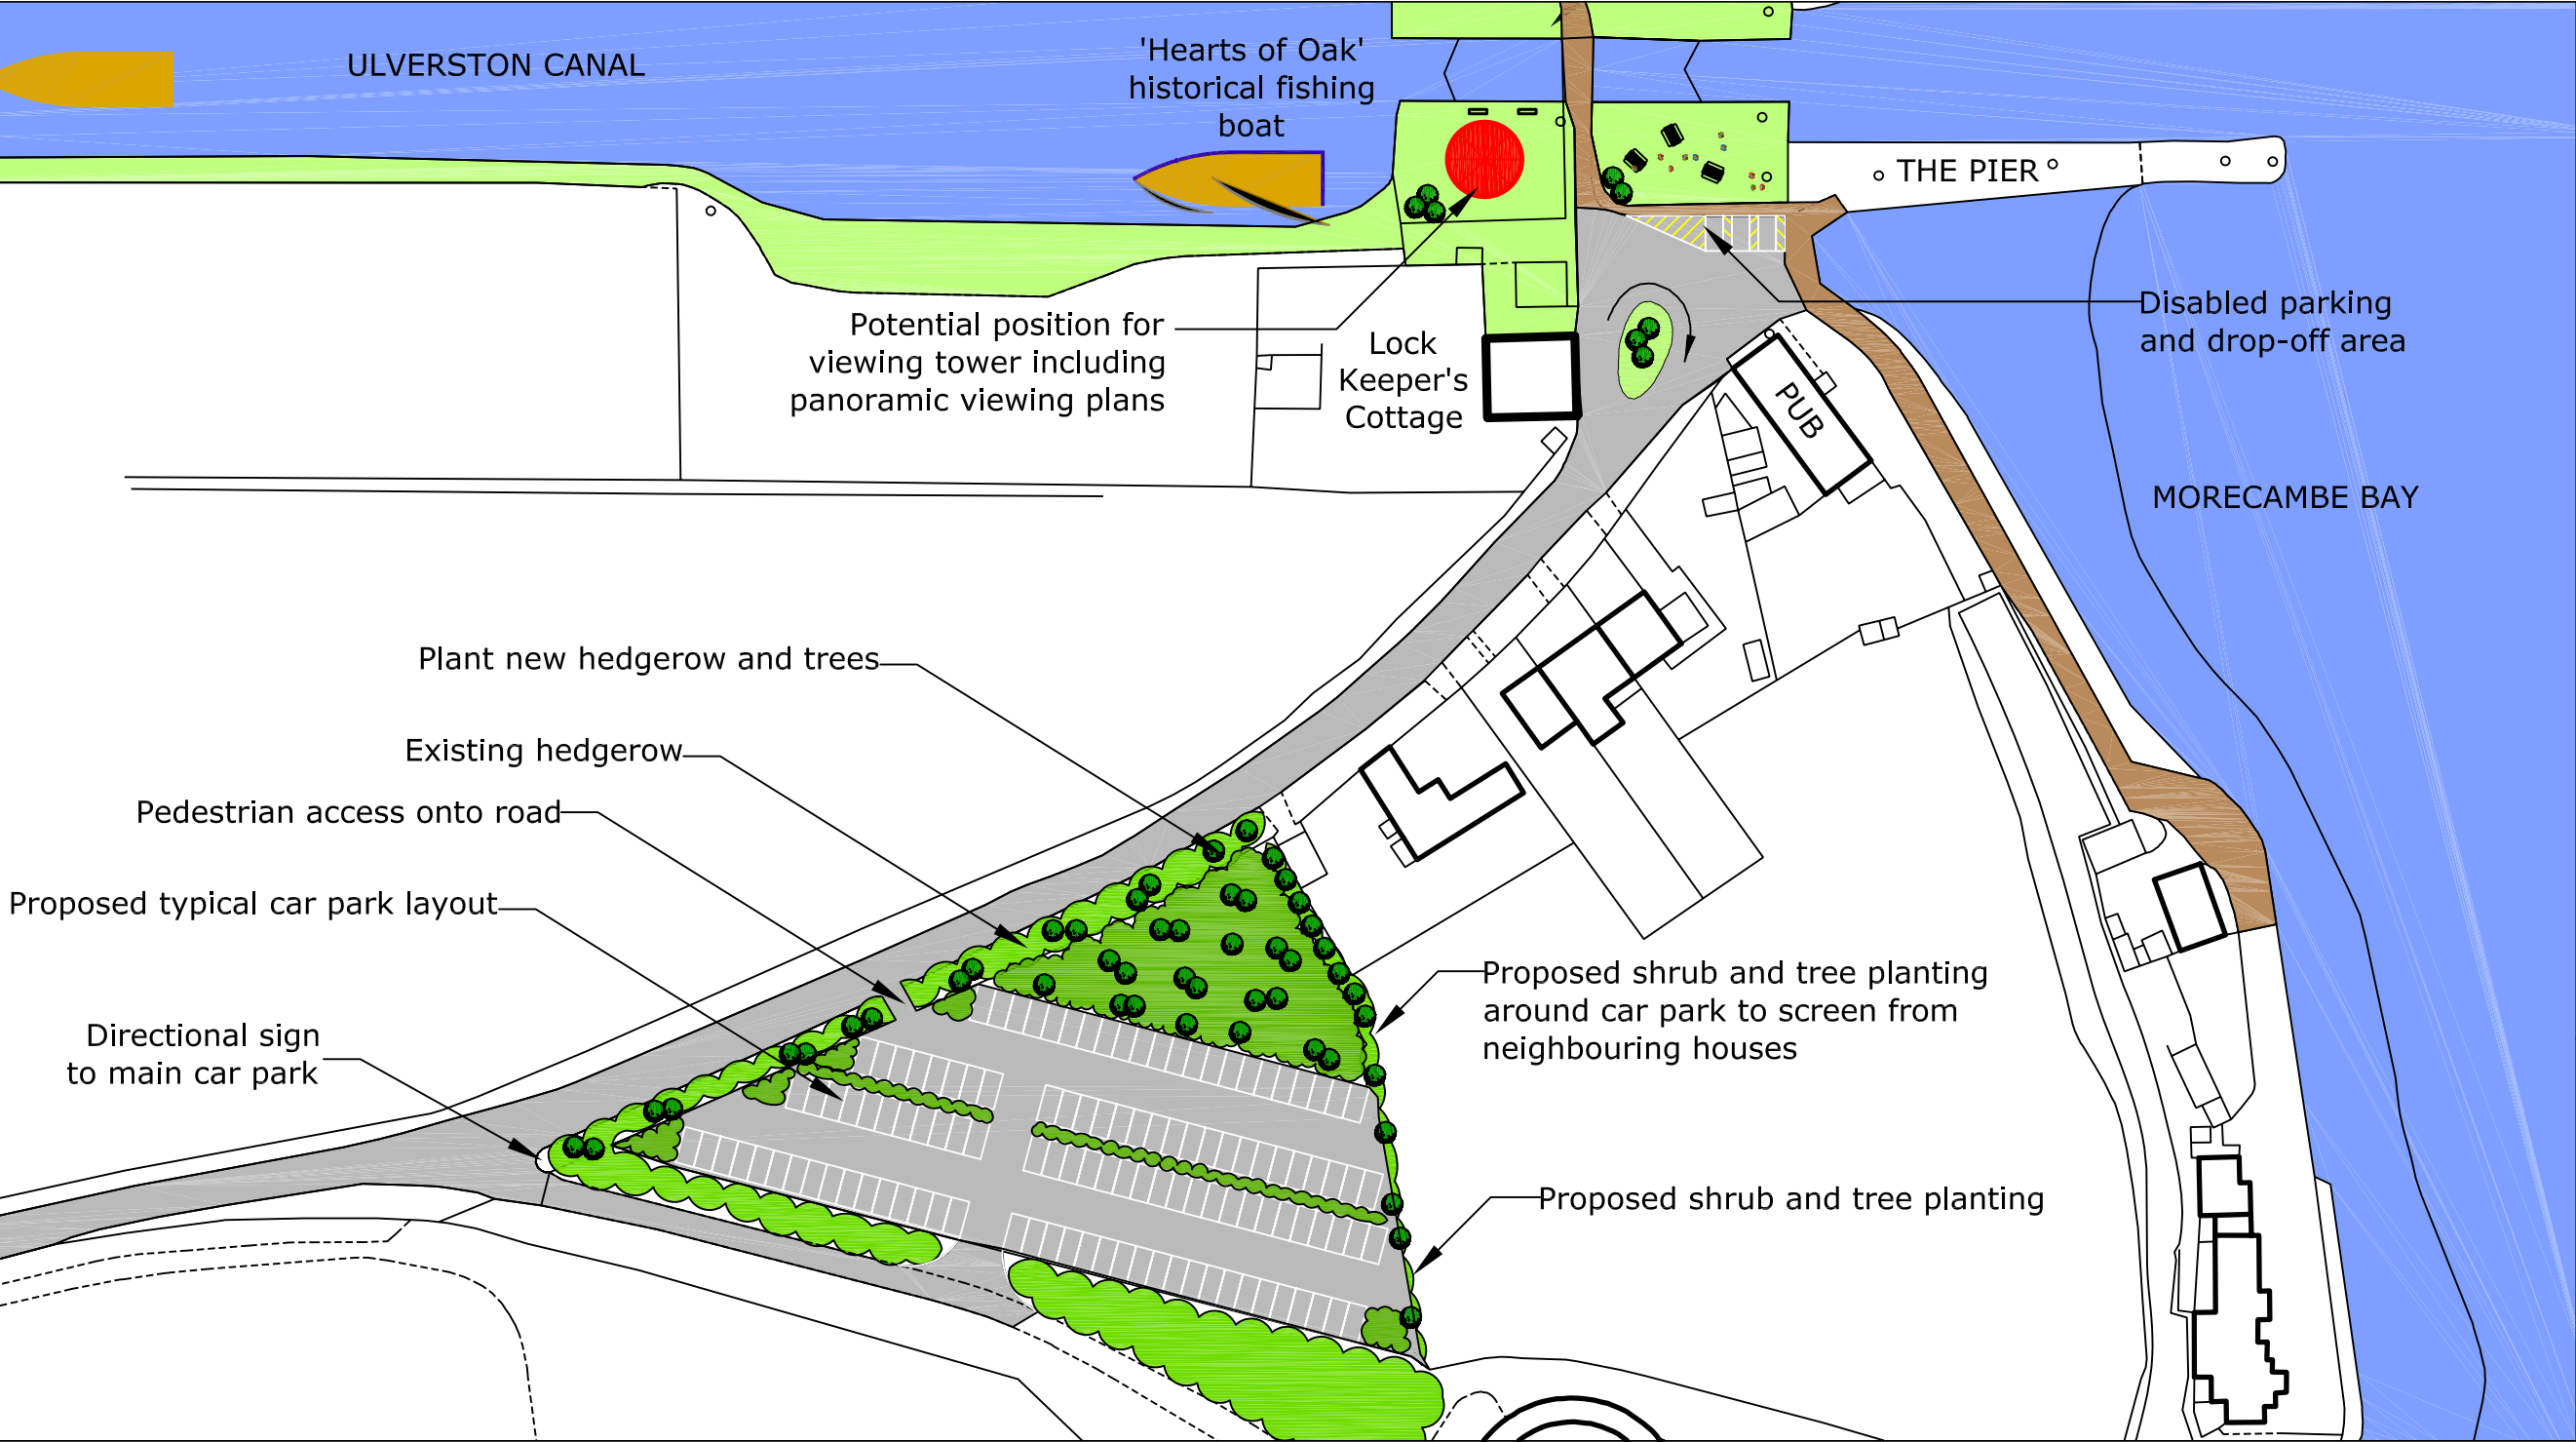 ULVERSTON CANAL
'Hearts of Oak'
historical fishing
boat
THE PIER
Potential position for
viewing tower including
panoramic viewing plans
Lock
Keeper's
Cottage
PUB
Disabled parking
and drop-off area
MORECAMBE BAY
Plant new hedgerow and trees
Existing hedgerow
Pedestrian access onto road
Proposed typical car park layout
Directional sign
to main car park
Proposed shrub and tree planting
around car park to screen from
neighbouring houses
Proposed shrub and tree planting